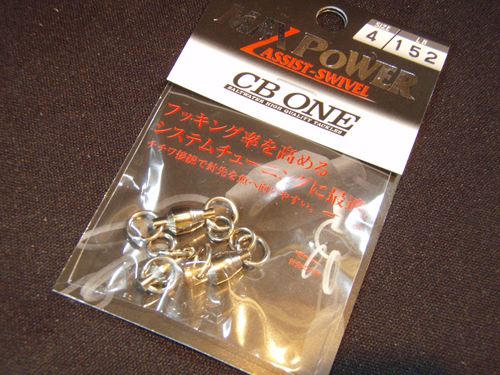 SIZE LB
4 152
POWER
ASSIST-SWIVEL
CB ONE
SALTWATER HIGH QUALITY TACKLES
フッキング率を高める
システムチューニングに最適